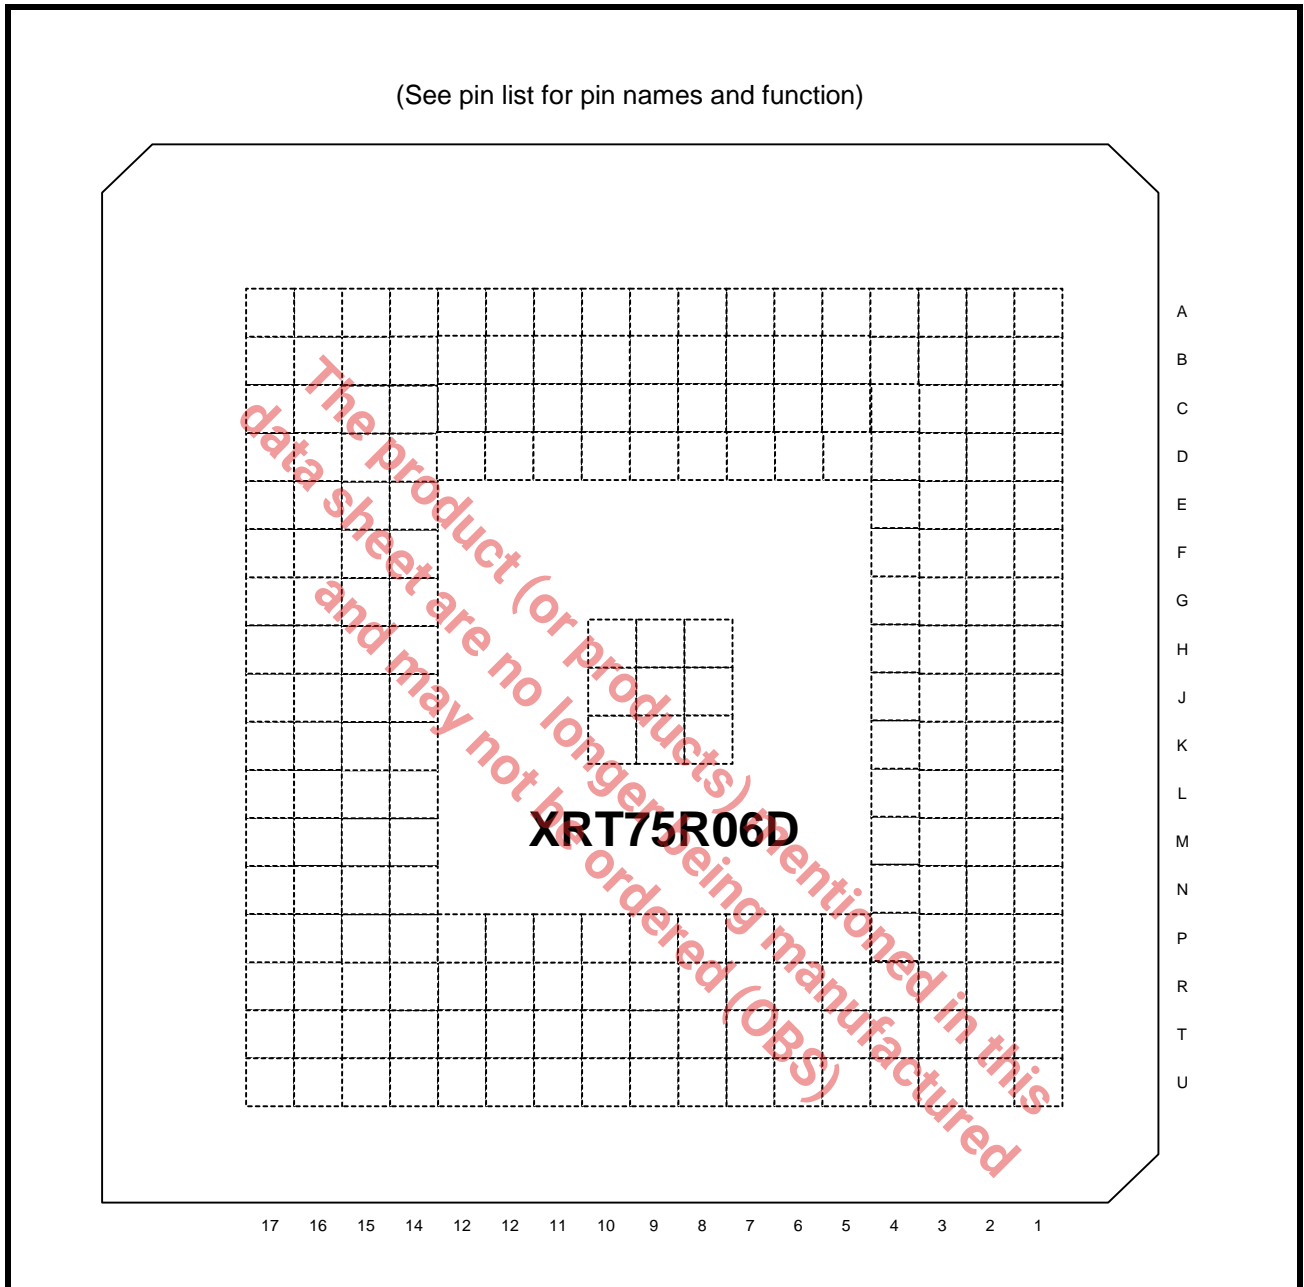 (See pin list for pin names and function)
A
B
C
D
E
F
G
H
J
K
L
M
N
P
R
T
U
XRT75R06D
The product (or products) mentioned in this
data sheet are no longer being manufactured
and may not be ordered (OBS)
17 16 15 14 12 12 11 10 9 8 7 6 5 4 3 2 1